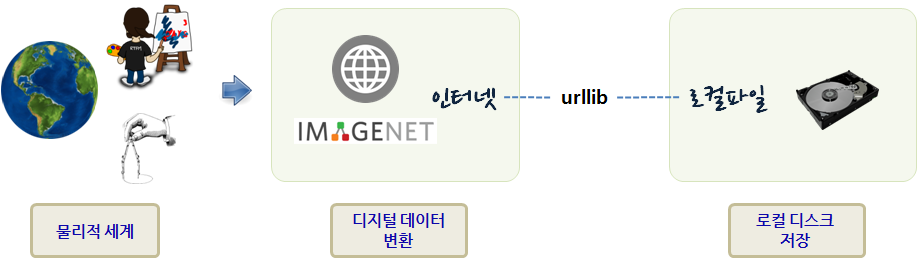 인터넷
urllib
로컬파일
IMAGENET
물리적 세계
디지털 데이터
변환
로컬 디스크
저장